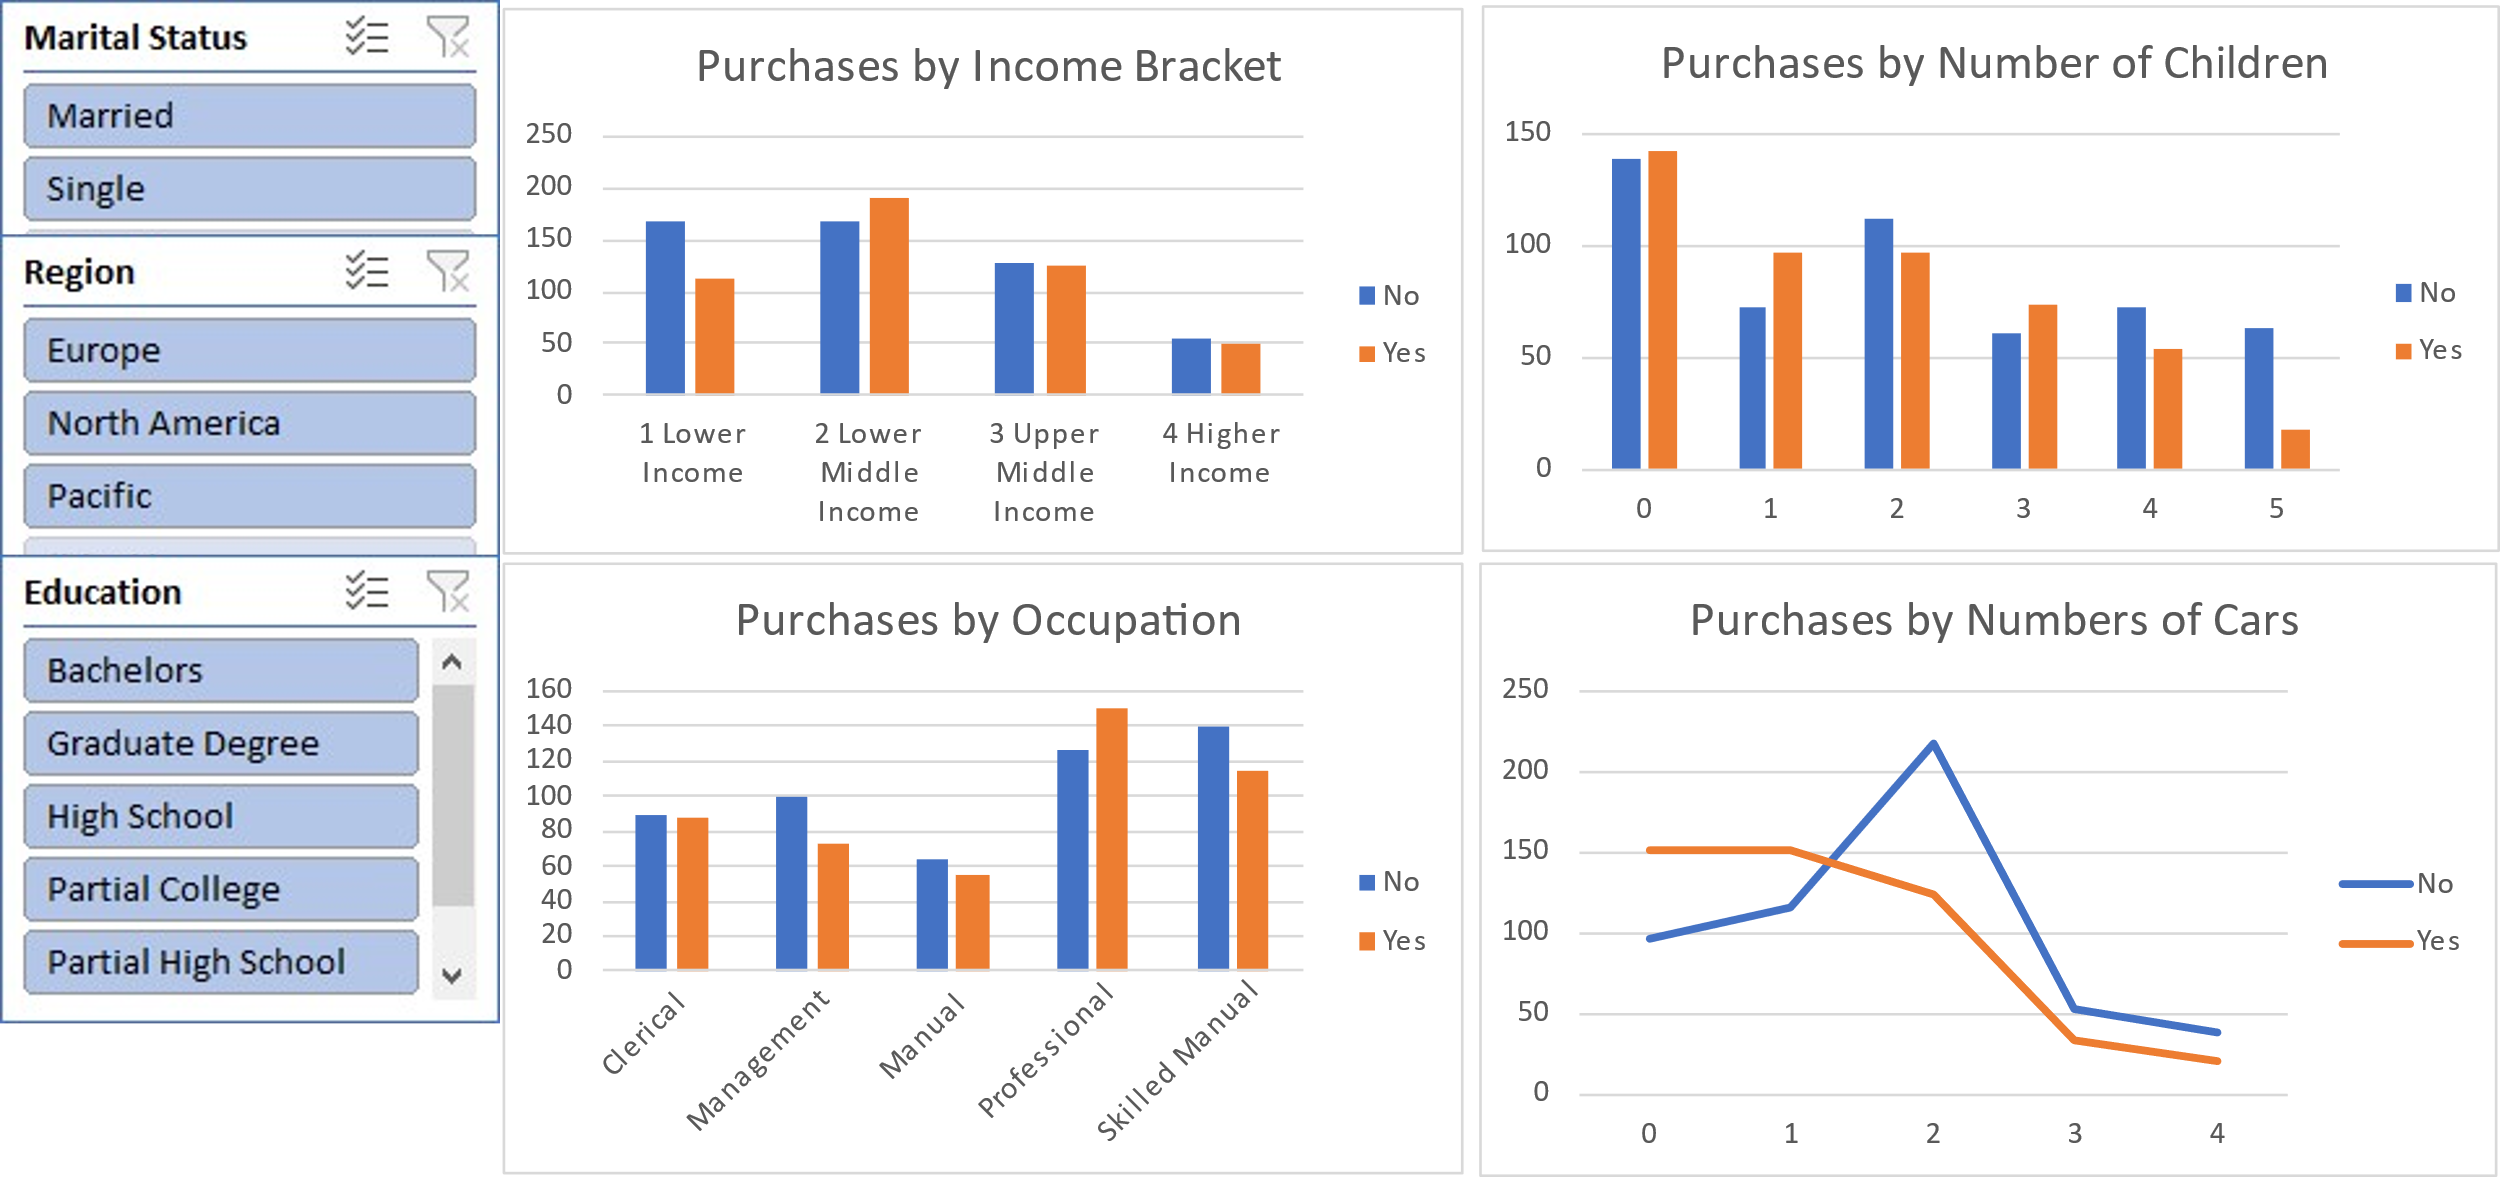 Marital Status
Married
Single
Region
Europe
North America
Pacific
Education
Bachelors
Graduate Degree
High School
Partial College
Partial High School
Purchases by Income Bracket
250
200
150
100
50
0
1 Lower Income
2 Lower Middle Income
3 Upper Middle Income
4 Higher Income
No
Yes
Purchases by Number of Children
150
100
50
0
0 1 2 3 4 5
No
Yes
Purchases by Occupation
160
140
120
100
80
60
40
20
0
Clerical
Management
Manual
Professional
Skilled Manual
No
Yes
Purchases by Numbers of Cars
250
200
150
100
50
0
0 1 2 3 4
No
Yes